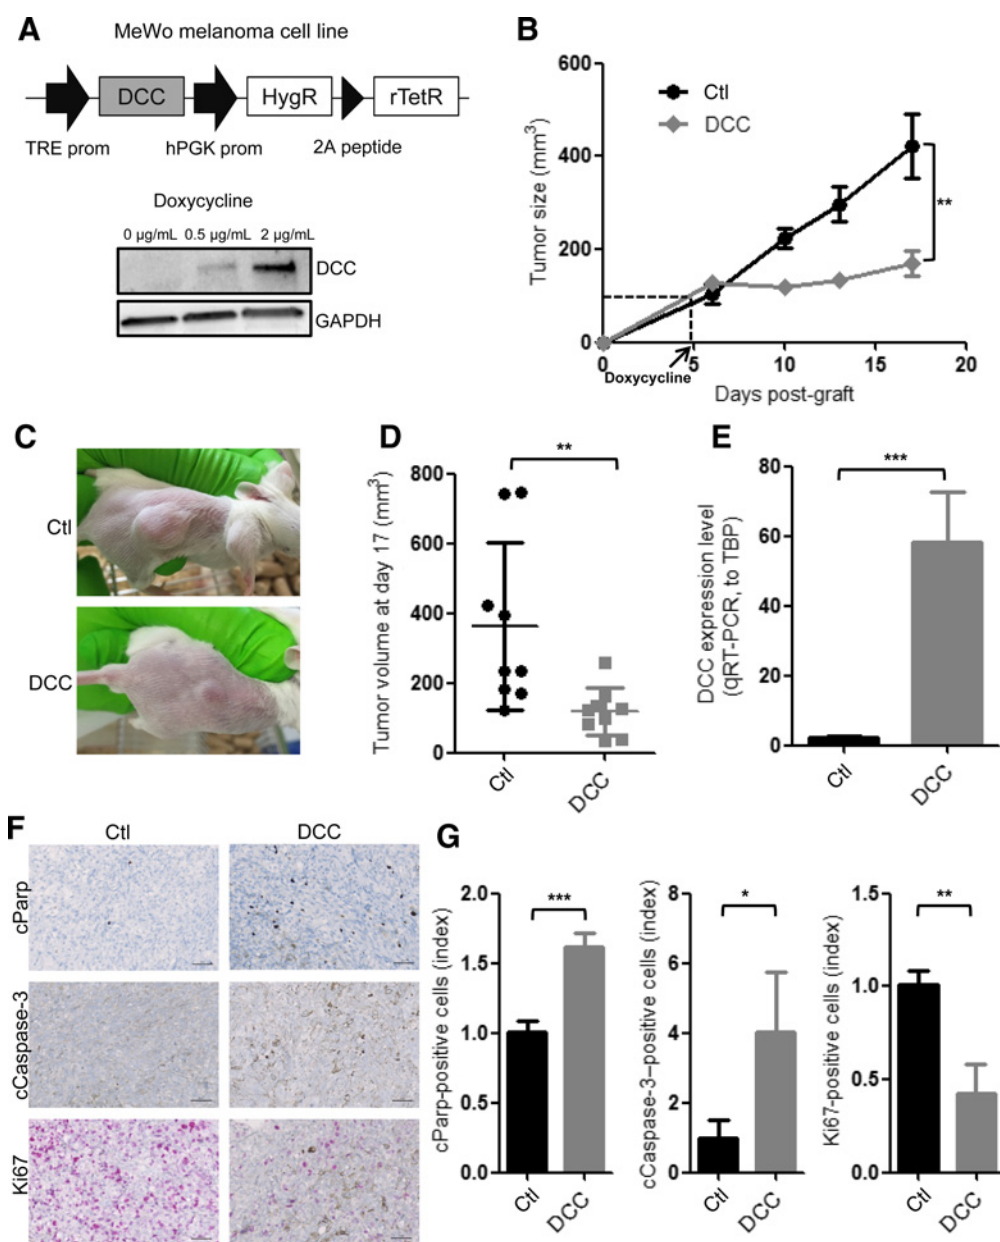 A
MeWo melanoma cell line
DCC
HygR
rTetR
TRE prom
hPGK prom
2A peptide
Doxycycline
0 µg/mL 0.5 µg/mL 2 µg/mL
DCC
GAPDH
B
600
400
200
0
Tumor size (mm³)
Ctl
DCC
**
0
5
10
15
20
Doxycycline
Days post-graft
C
Ctl
DCC
D
**
800
600
400
200
0
Tumor volume at day 17 (mm³)
Ctl
DCC
E
***
80
60
40
20
0
DCC expression level
(qRT-PCR, to TBP)
Ctl
DCC
F
Ctl
DCC
cParp
cCaspase-3
Ki67
G
2.0
1.5
1.0
0.5
0.0
cParp-positive cells (index)
***
Ctl
DCC
8
6
4
2
0
cCaspase-3–positive cells (index)
*
Ctl
DCC
1.5
1.0
0.5
0.0
Ki67-positive cells (index)
**
Ctl
DCC